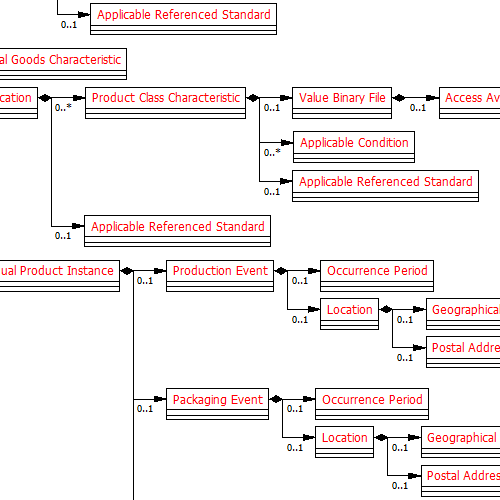 Applicable Referenced Standard
0..1
al Goods Characteristic
cation
Product Class Characteristic
Value Binary File
Access Av
0..*
0..1
0..1
Applicable Condition
0..*
Applicable Referenced Standard
0..1
Applicable Referenced Standard
0..1
ual Product Instance
Production Event
Occurrence Period
0..1
0..1
Location
Geographical
0..1
0..1
Postal Addre
0..1
Packaging Event
Occurrence Period
0..1
0..1
Location
Geographical
0..1
0..1
Postal Addres
0..1